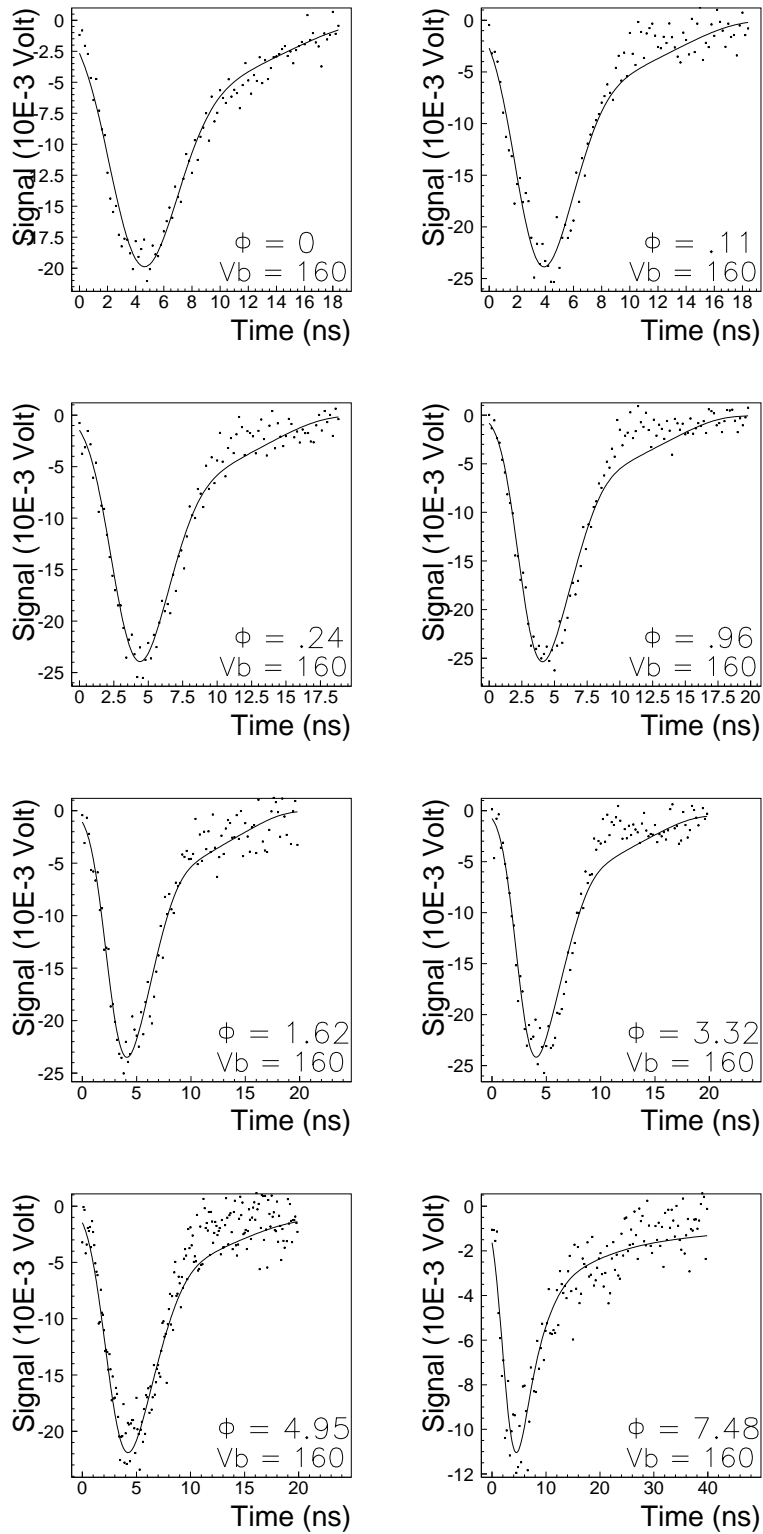 Signal (10E-3 Volt)
0
-2.5
-5
-7.5
-10
12.5
-15
17.5
-20
Φ = 0
Vb = 160
0 2 4 6 8 10 12 14 16 18
Time (ns)
Signal (10E-3 Volt)
0
-5
-10
-15
-20
-25
Φ = .11
Vb = 160
0 2 4 6 8 10 12 14 16 18
Time (ns)
Signal (10E-3 Volt)
0
-5
-10
-15
-20
-25
Φ = .24
Vb = 160
0 2.5 5 7.5 10 12.5 15 17.5
Time (ns)
Signal (10E-3 Volt)
0
-5
-10
-15
-20
-25
Φ = .96
Vb = 160
0 2.5 5 7.5 10 12.5 15 17.5 20
Time (ns)
Signal (10E-3 Volt)
0
-5
-10
-15
-20
-25
Φ = 1.62
Vb = 160
0 5 10 15 20
Time (ns)
Signal (10E-3 Volt)
0
-5
-10
-15
-20
-25
Φ = 3.32
Vb = 160
0 5 10 15 20
Time (ns)
Signal (10E-3 Volt)
0
-5
-10
-15
-20
Φ = 4.95
Vb = 160
0 5 10 15 20
Time (ns)
Signal (10E-3 Volt)
0
-2
-4
-6
-8
-10
-12
Φ = 7.48
Vb = 160
0 10 20 30 40
Time (ns)